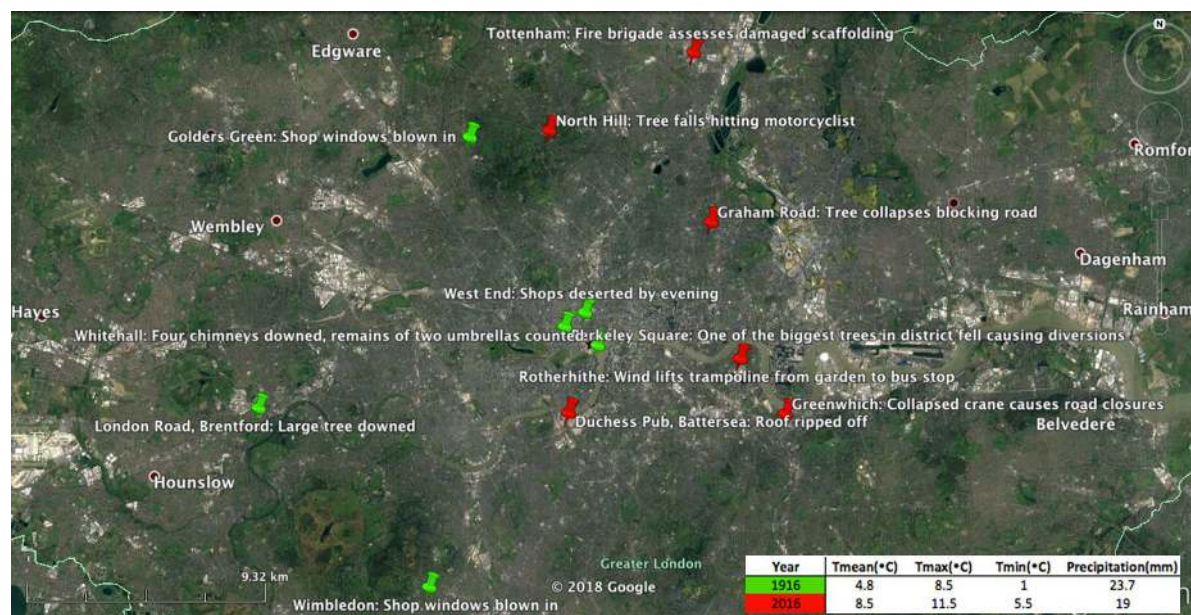 N
Tottenham: Fire brigade assesses damaged scaffolding
Edgware
North Hill: Tree falls hitting motorcyclist
Golders Green: Shop windows blown in
Romfor
Graham Road: Tree collapses blocking road
Wembley
Dagenham
West End: Shops deserted by evening
Hayes
Rainham
Whitehall: Four chimneys downed, remains of two umbrellas counted
rkeley Square: One of the biggest trees in district fell causing diversions
Rotherhithe: Wind lifts trampoline from garden to bus stop
Greenwhich: Collapsed crane causes road closures
London Road, Brentford: Large tree downed
Duchess Pub, Battersea: Roof ripped off
Belvedere
Hounslow
Greater London
9.32 km
© 2018 Google
Wimbledon: Shop windows blown in
Year Tmean(•C) Tmax(•C) Tmin(•C) Precipitation(mm)
1916 4.8 8.5 1 23.7
2016 8.5 11.5 5.5 19